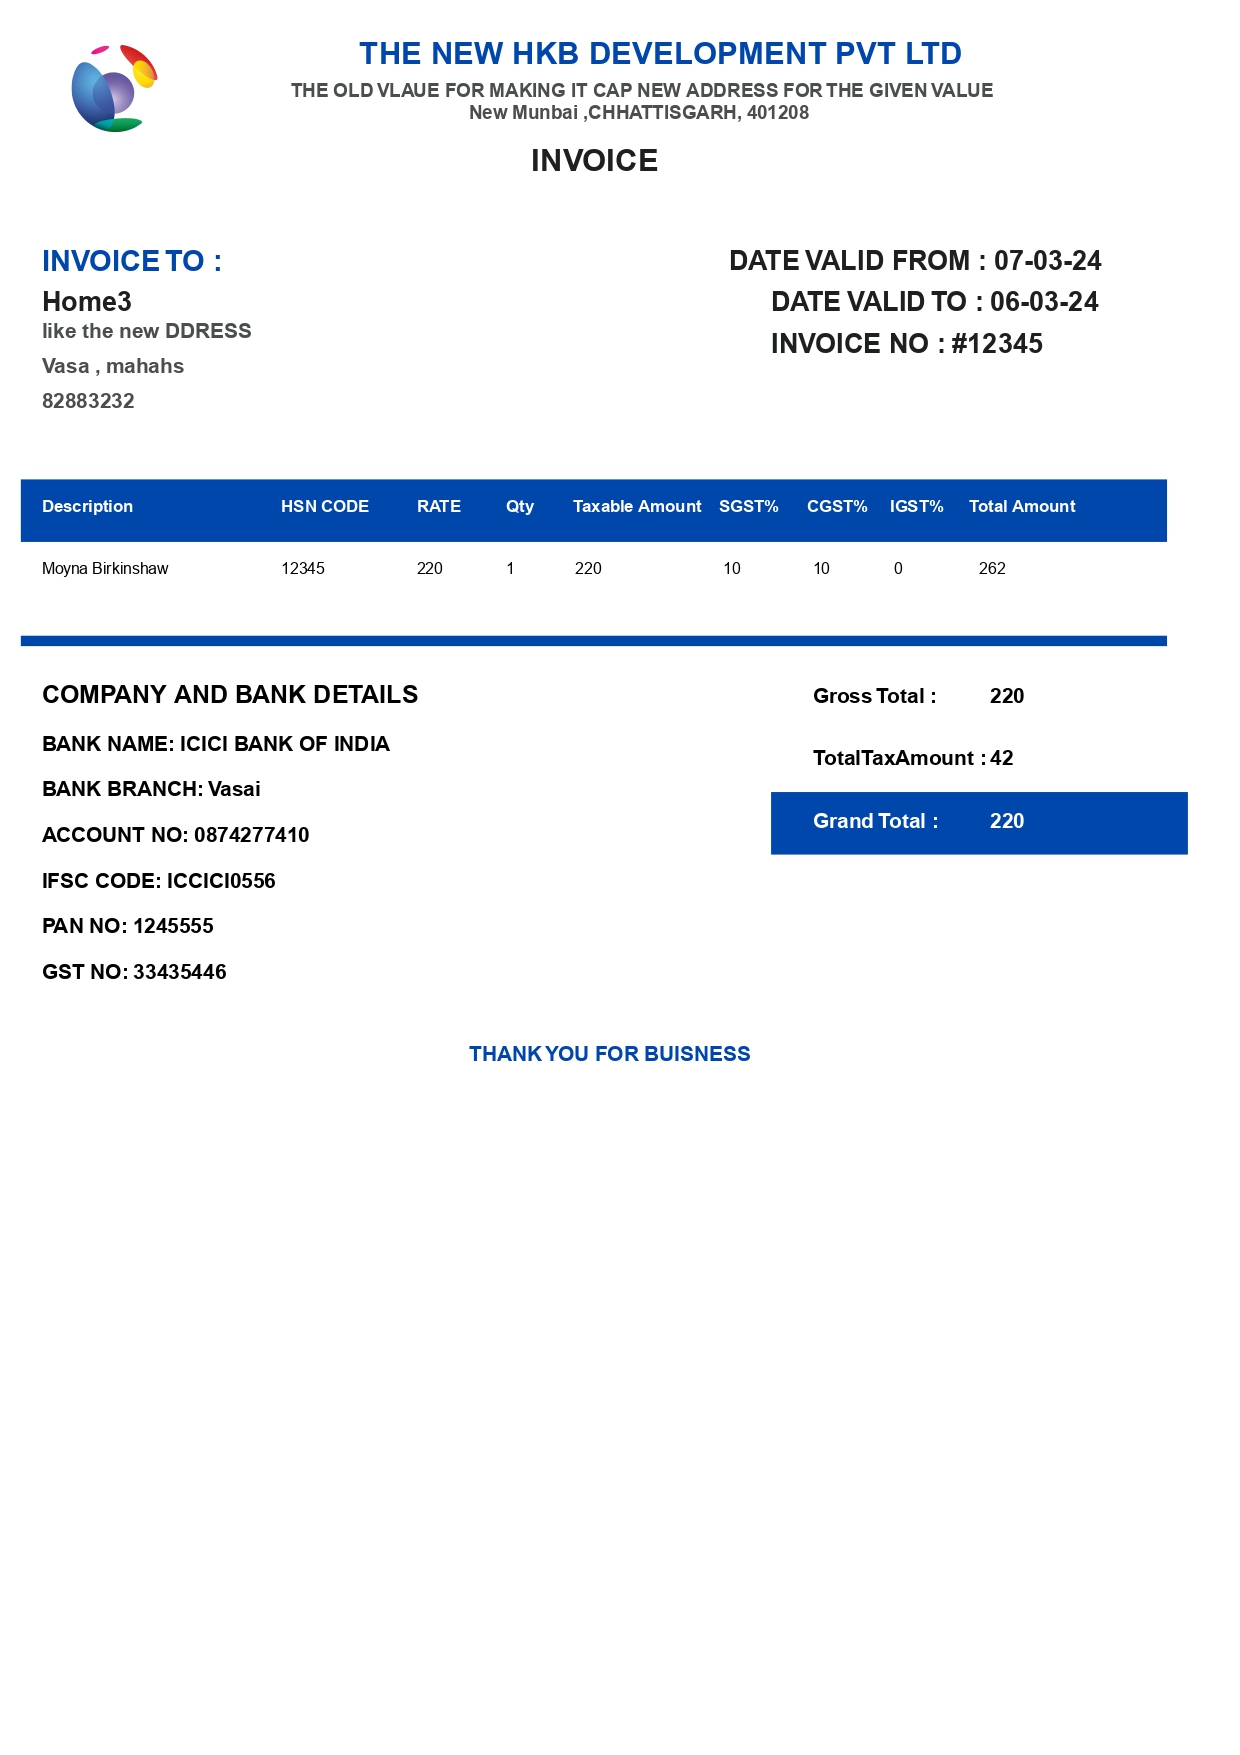 THE NEW HKB DEVELOPMENT PVT LTD
THE OLD VLAUE FOR MAKING IT CAP NEW ADDRESS FOR THE GIVEN VALUE
New Munbai ,CHHATTISGARH, 401208
INVOICE
INVOICE TO :
Home3
like the new DDRESS
Vasa , mahahs
82883232
DATE VALID FROM : 07-03-24
DATE VALID TO : 06-03-24
INVOICE NO : #12345
Description HSN CODE RATE Qty Taxable Amount SGST% CGST% IGST% Total Amount
Moyna Birkinshaw 12345 220 1 220 10 10 0 262
COMPANY AND BANK DETAILS
BANK NAME: ICICI BANK OF INDIA
BANK BRANCH: Vasai
ACCOUNT NO: 0874277410
IFSC CODE: ICCICI0556
PAN NO: 1245555
GST NO: 33435446
Gross Total : 220
TotalTaxAmount : 42
Grand Total : 220
THANK YOU FOR BUISNESS